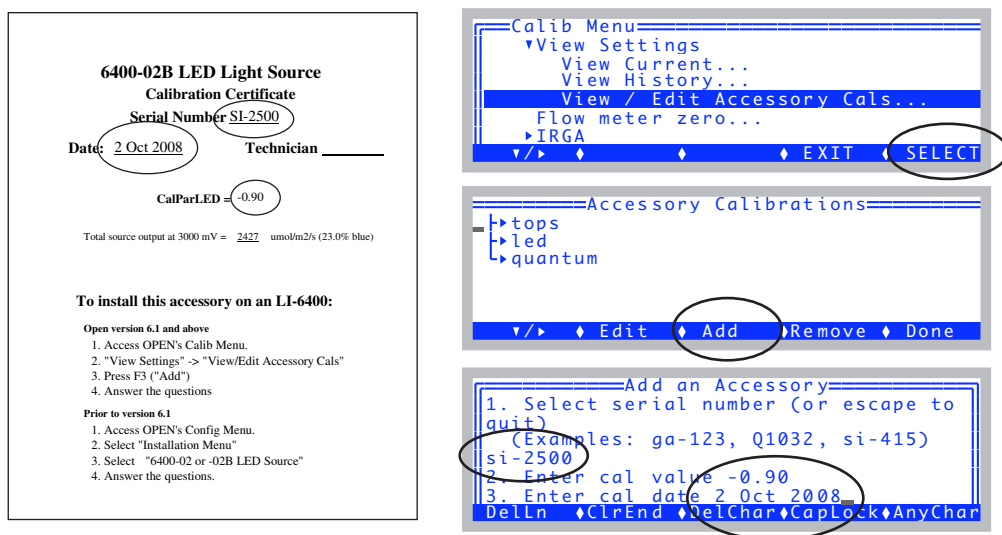 6400-02B LED Light Source
Calibration Certificate
Serial Number SI-2500
Date: 2 Oct 2008 Technician
CalParLED = -0.90
Total source output at 3000 mV = 2427 umol/m2/s (23.0% blue)
To install this accessory on an LI-6400:
Open version 6.1 and above
1. Access OPEN's Calib Menu.
2. "View Settings" -> "View/Edit Accessory Cals"
3. Press F3 ("Add")
4. Answer the questions
Prior to version 6.1
1. Access OPEN's Config Menu.
2. Select "Installation Menu"
3. Select "6400-02 or -02B LED Source"
4. Answer the questions.
Calib Menu
▼View Settings
View Current...
View History...
View / Edit Accessory Cals...
Flow meter zero...
▶IRGA
▼/▶ ♦ ♦ ♦ EXIT ♦ SELECT
Accessory Calibrations
▶tops
▶led
▶quantum
▼/▶ ♦ Edit ♦ Add ♦Remove ♦ Done
Add an Accessory
1. Select serial number (or escape to
quit)
(Examples: ga-123, Q1032, si-415)
si-2500
2. Enter cal value -0.90
3. Enter cal date 2 Oct 2008
DelLn ♦ClrEnd ♦DelChar♦CapLock♦AnyChar